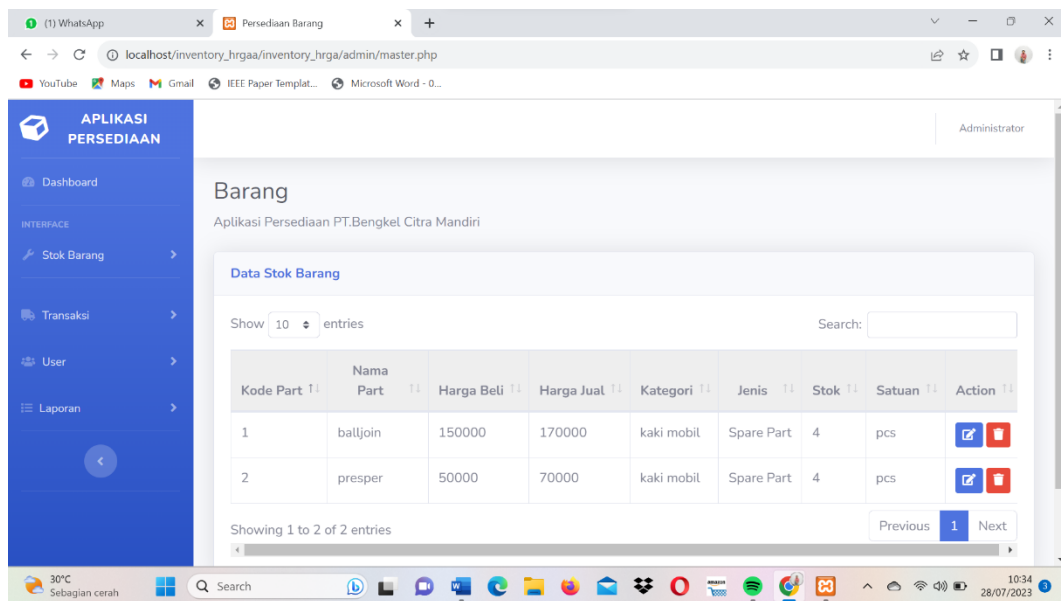 (1) WhatsApp
Persediaan Barang
localhost/inventory_hrgaa/inventory_hrga/admin/master.php
YouTube Maps Gmail IEEE Paper Templat... Microsoft Word - 0...
APLIKASI
PERSEDIAAN
Administrator
Dashboard
INTERFACE
Stok Barang
Transaksi
User
Laporan
Barang
Aplikasi Persediaan PT.Bengkel Citra Mandiri
Data Stok Barang
Show 10 entries Search:
Kode Part Nama Part Harga Beli Harga Jual Kategori Jenis Stok Satuan Action
1 balljoin 150000 170000 kaki mobil Spare Part 4 pcs
2 presper 50000 70000 kaki mobil Spare Part 4 pcs
Showing 1 to 2 of 2 entries
Previous 1 Next
30°C
Sebagian cerah
Search
10:34
28/07/2023
3